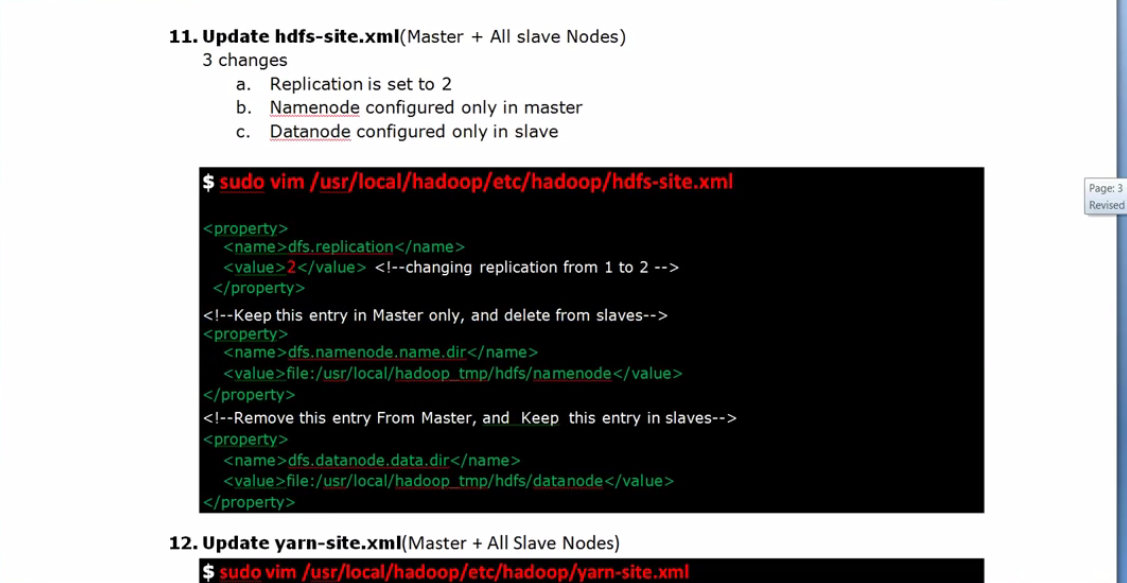 11. Update hdfs-site.xml(Master + All slave Nodes)
3 changes
a. Replication is set to 2
b. Namenode configured only in master
c. Datanode configured only in slave
$ sudo vim /usr/local/hadoop/etc/hadoop/hdfs-site.xml
<property>
<name>dfs.replication</name>
<value>2</value> <!--changing replication from 1 to 2 -->
</property>
<!--Keep this entry in Master only, and delete from slaves-->
<property>
<name>dfs.namenode.name.dir</name>
<value>file:/usr/local/hadoop_tmp/hdfs/namenode</value>
</property>
<!--Remove this entry From Master, and Keep this entry in slaves-->
<property>
<name>dfs.datanode.data.dir</name>
<value>file:/usr/local/hadoop_tmp/hdfs/datanode</value>
</property>
12. Update yarn-site.xml(Master + All Slave Nodes)
$ sudo vim /usr/local/hadoop/etc/hadoop/yarn-site.xml
Page: 3
Revised